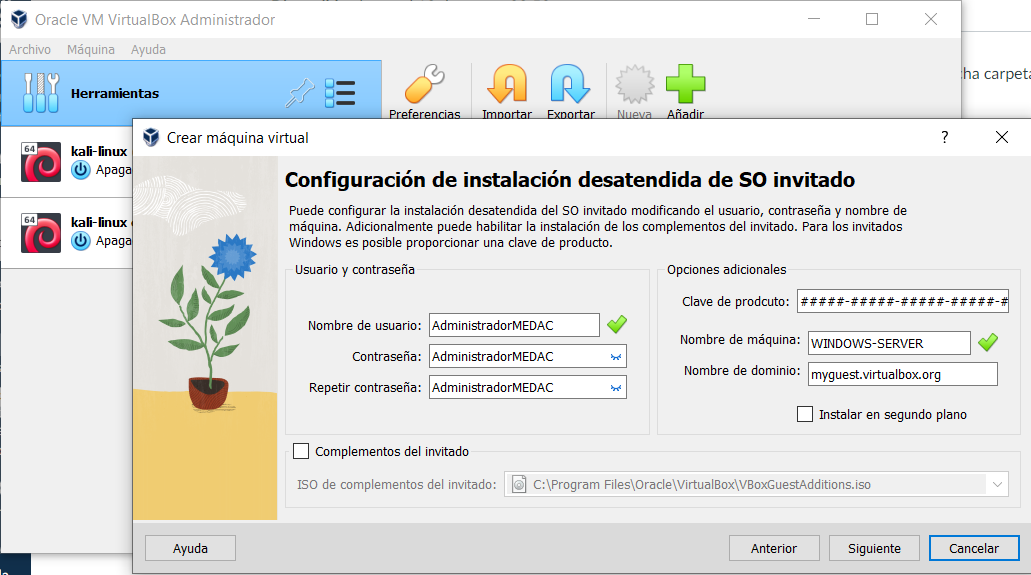 Oracle VM VirtualBox Administrador
Archivo Máquina Ayuda
Herramientas
Preferencias Importar Exportar Nueva Añadir
cha carpeta
64 kali-linux
Apaga
64 kali-linux
Apaga
Crear máquina virtual
?
Configuración de instalación desatendida de SO invitado
Puede configurar la instalación desatendida del SO invitado modificando el usuario, contraseña y nombre de
máquina. Adicionalmente puede habilitar la instalación de los complementos del invitado. Para los invitados
Windows es posible proporcionar una clave de producto.
Usuario y contraseña
Nombre de usuario: AdministradorMEDAC
Contraseña: AdministradorMEDAC
Repetir contraseña: AdministradorMEDAC
Opciones adicionales
Clave de prodcuto: #####-#####-#####-#####-#
Nombre de máquina: WINDOWS-SERVER
Nombre de dominio: myguest.virtualbox.org
Instalar en segundo plano
Complementos del invitado
ISO de complementos del invitado: C:\Program Files\Oracle\VirtualBox\VBoxGuestAdditions.iso
Ayuda Anterior Siguiente Cancelar